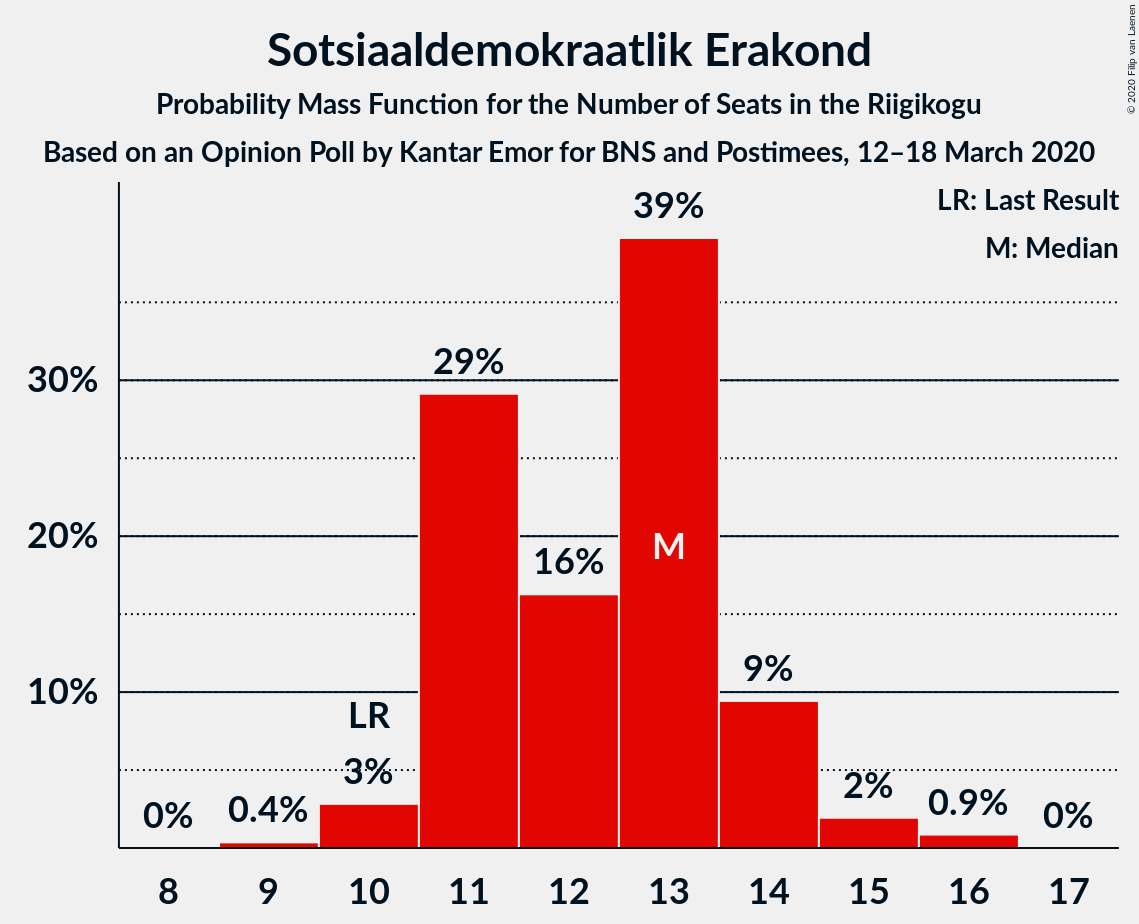 Sotsiaaldemokraatlik Erakond
Probability Mass Function for the Number of Seats in the Riigikogu
Based on an Opinion Poll by Kantar Emor for BNS and Postimees, 12–18 March 2020
© 2020 Filip van Laenen
LR: Last Result
M: Median
39%
30%
29%
20%
16%
M
10%
9%
LR
3%
2%
0%
0.4%
0.9%
0%
8 9 10 11 12 13 14 15 16 17